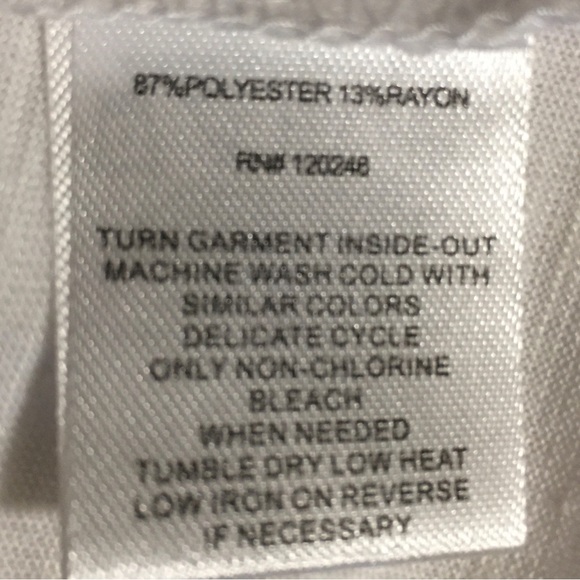 87%POLYESTER 13%RAYON
RN# 120246
TURN GARMENT INSIDE-OUT
MACHINE WASH COLD WITH
SIMILAR COLORS
DELICATE CYCLE
ONLY NON-CHLORINE
BLEACH
WHEN NEEDED
TUMBLE DRY LOW HEAT
LOW IRON ON REVERSE
IF NECESSARY